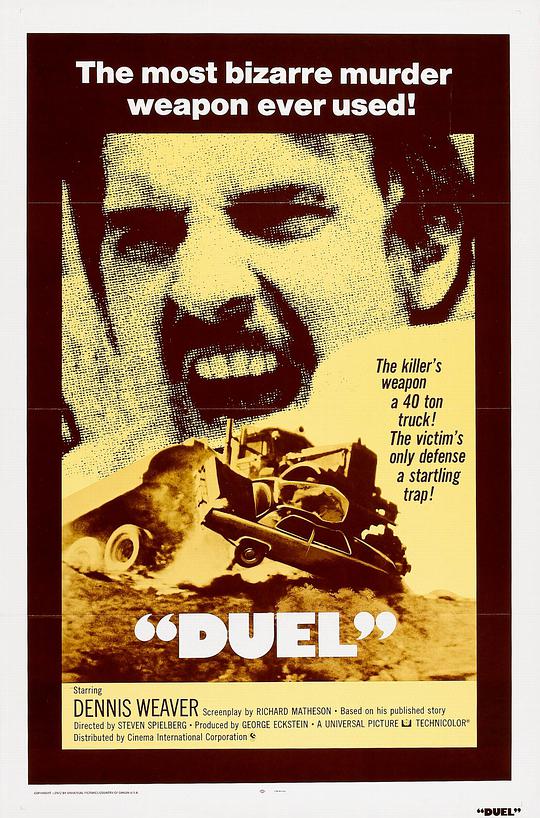 The most bizarre murder
weapon ever used!
The killer's
weapon
a 40 ton
truck!
The victim's
only defense
a startling
trap!
“DUEL”
Starring
DENNIS WEAVER Screenplay by RICHARD MATHESON • Based on his published story
Directed by STEVEN SPIELBERG • Produced by GEORGE ECKSTEIN • A UNIVERSAL PICTURE TECHNICOLOR®
Distributed by Cinema International Corporation
“DUEL”